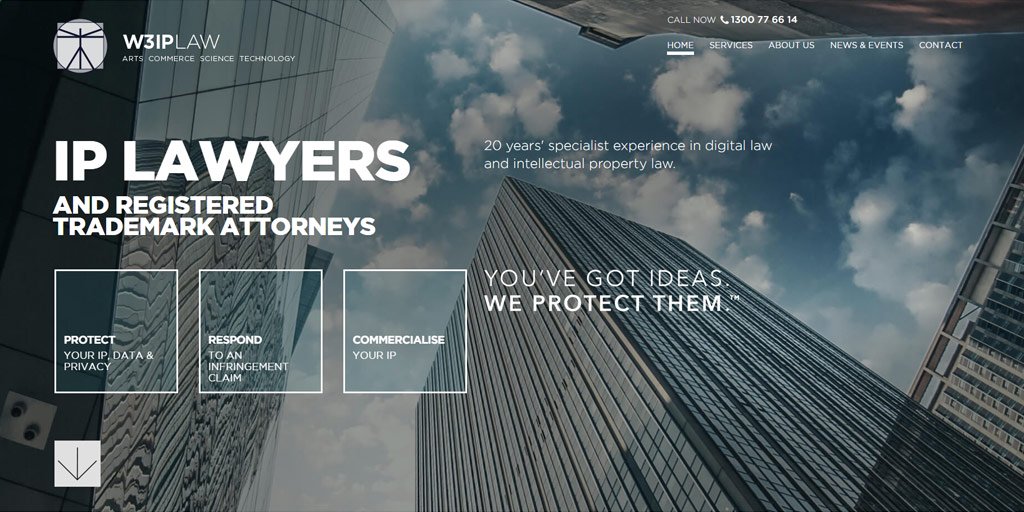 CALL NOW 1300 77 66 14
W3IPLAW
ARTS COMMERCE SCIENCE TECHNOLOGY
HOME SERVICES ABOUT US NEWS & EVENTS CONTACT
IP LAWYERS
AND REGISTERED
TRADEMARK ATTORNEYS
20 years' specialist experience in digital law
and intellectual property law.
YOU'VE GOT IDEAS.
WE PROTECT THEM.™
PROTECT
YOUR IP, DATA &
PRIVACY
RESPOND
TO AN
INFRINGEMENT
CLAIM
COMMERCIALISE
YOUR IP